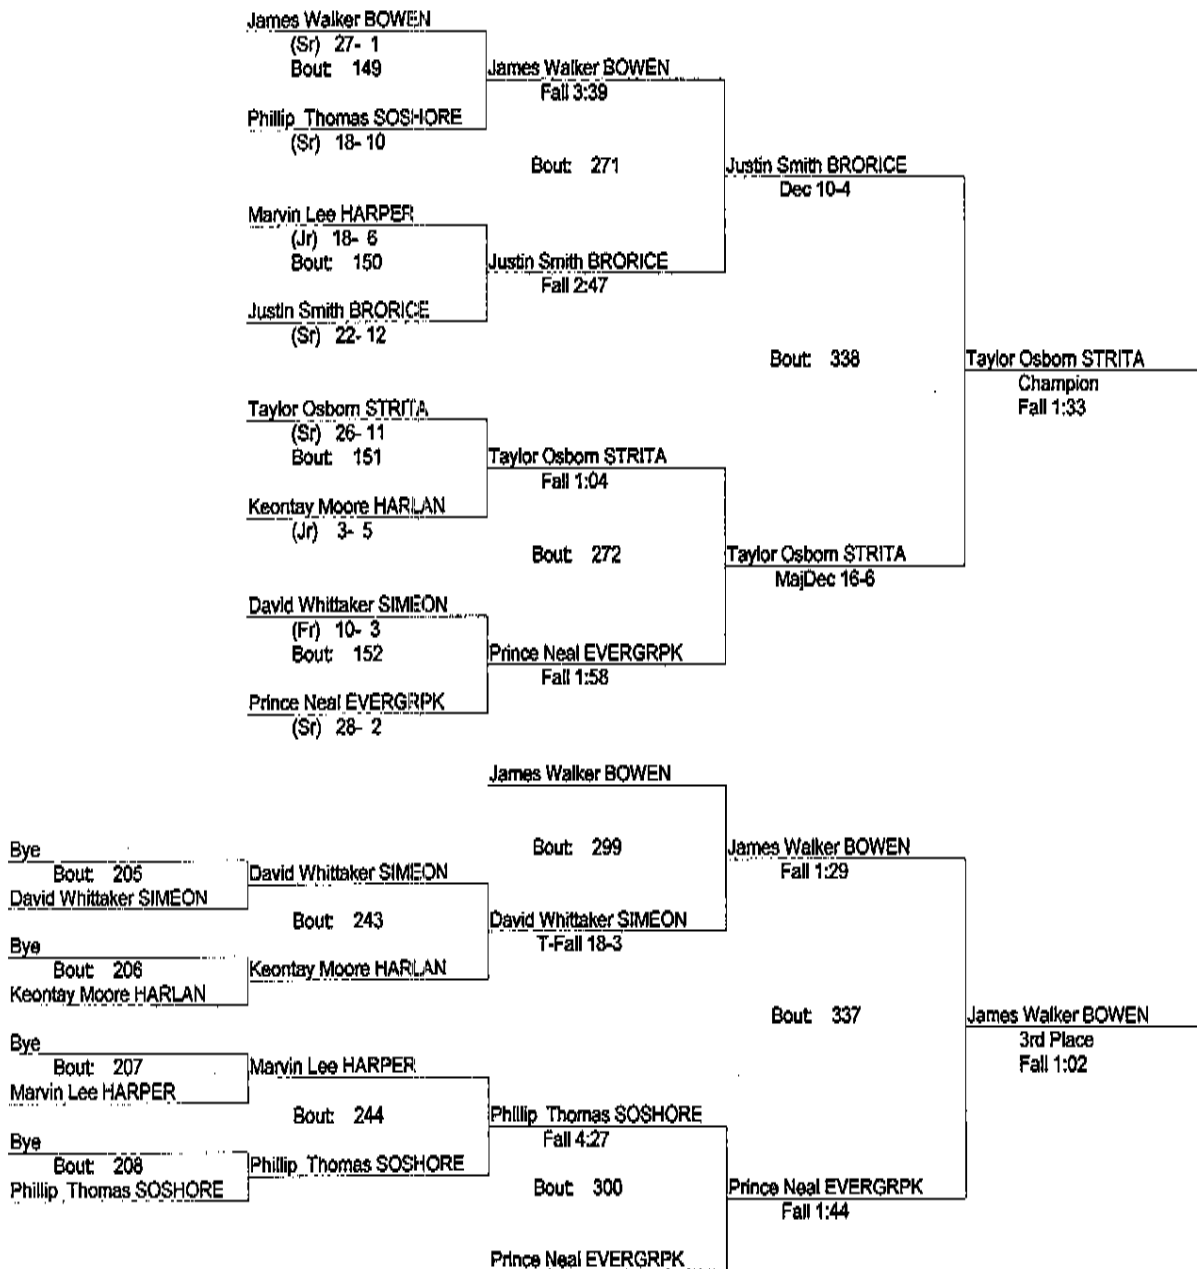 James Walker BOWEN
(Sr) 27- 1
Bout: 149
James Walker BOWEN
Fall 3:39
Phillip Thomas SOSHORE
(Sr) 18- 10
Bout: 271
Justin Smith BRORICE
Dec 10-4
Marvin Lee HARPER
(Jr) 18- 6
Bout: 150
Justin Smith BRORICE
Fall 2:47
Justin Smith BRORICE
(Sr) 22- 12
Bout: 338
Taylor Osborn STRITA
Champion
Fall 1:33
Taylor Osborn STRITA
(Sr) 26- 11
Bout: 151
Taylor Osborn STRITA
Fall 1:04
Keontay Moore HARLAN
(Jr) 3- 5
Bout: 272
Taylor Osborn STRITA
MajDec 16-6
David Whittaker SIMEON
(Fr) 10- 3
Bout: 152
Prince Neal EVERGRPK
Fall 1:58
Prince Neal EVERGRPK
(Sr) 28- 2
James Walker BOWEN
Bout: 299
James Walker BOWEN
Fall 1:29
Bye
Bout: 205
David Whittaker SIMEON
David Whittaker SIMEON
Bout: 243
David Whittaker SIMEON
T-Fall 18-3
Bye
Bout: 206
Keontay Moore HARLAN
Keontay Moore HARLAN
Bout: 337
James Walker BOWEN
3rd Place
Fall 1:02
Bye
Bout: 207
Marvin Lee HARPER
Marvin Lee HARPER
Bout: 244
Phillip Thomas SOSHORE
Fall 4:27
Bye
Bout: 208
Phillip Thomas SOSHORE
Phillip Thomas SOSHORE
Bout: 300
Prince Neal EVERGRPK
Fall 1:44
Prince Neal EVERGRPK